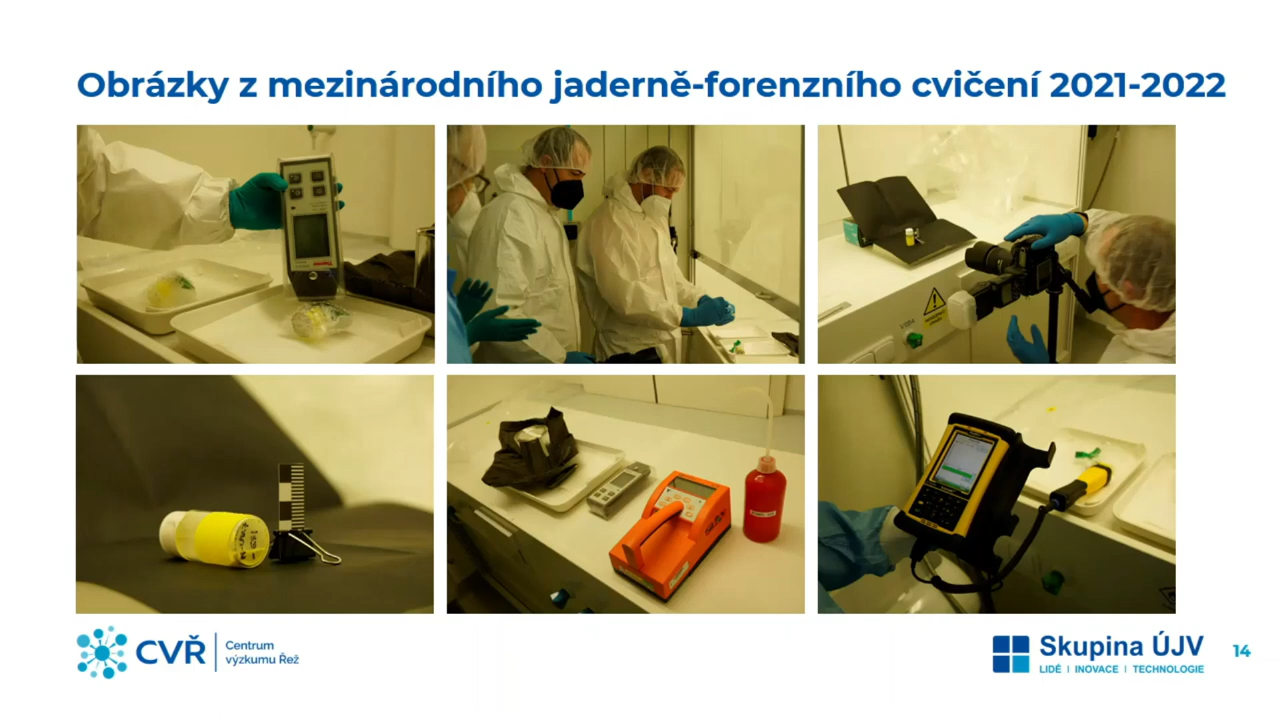 Obrázky z mezinárodního jaderně-forenzního cvičení 2021-2022
CVŘ
Centrum
výzkumu Řež
Skupina ÚJV
LIDÉ | INOVACE | TECHNOLOGIE
14